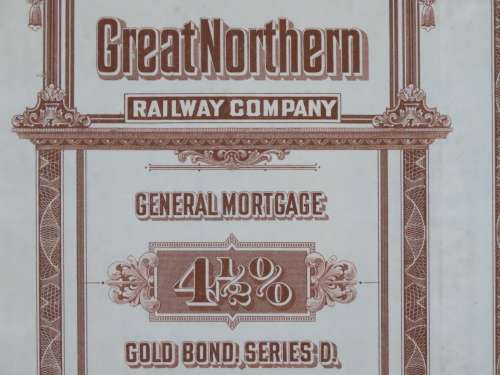 GreatNorthern
RAILWAY COMPANY
GENERAL MORTGAGE
4½%
GOLD BOND, SERIES D.